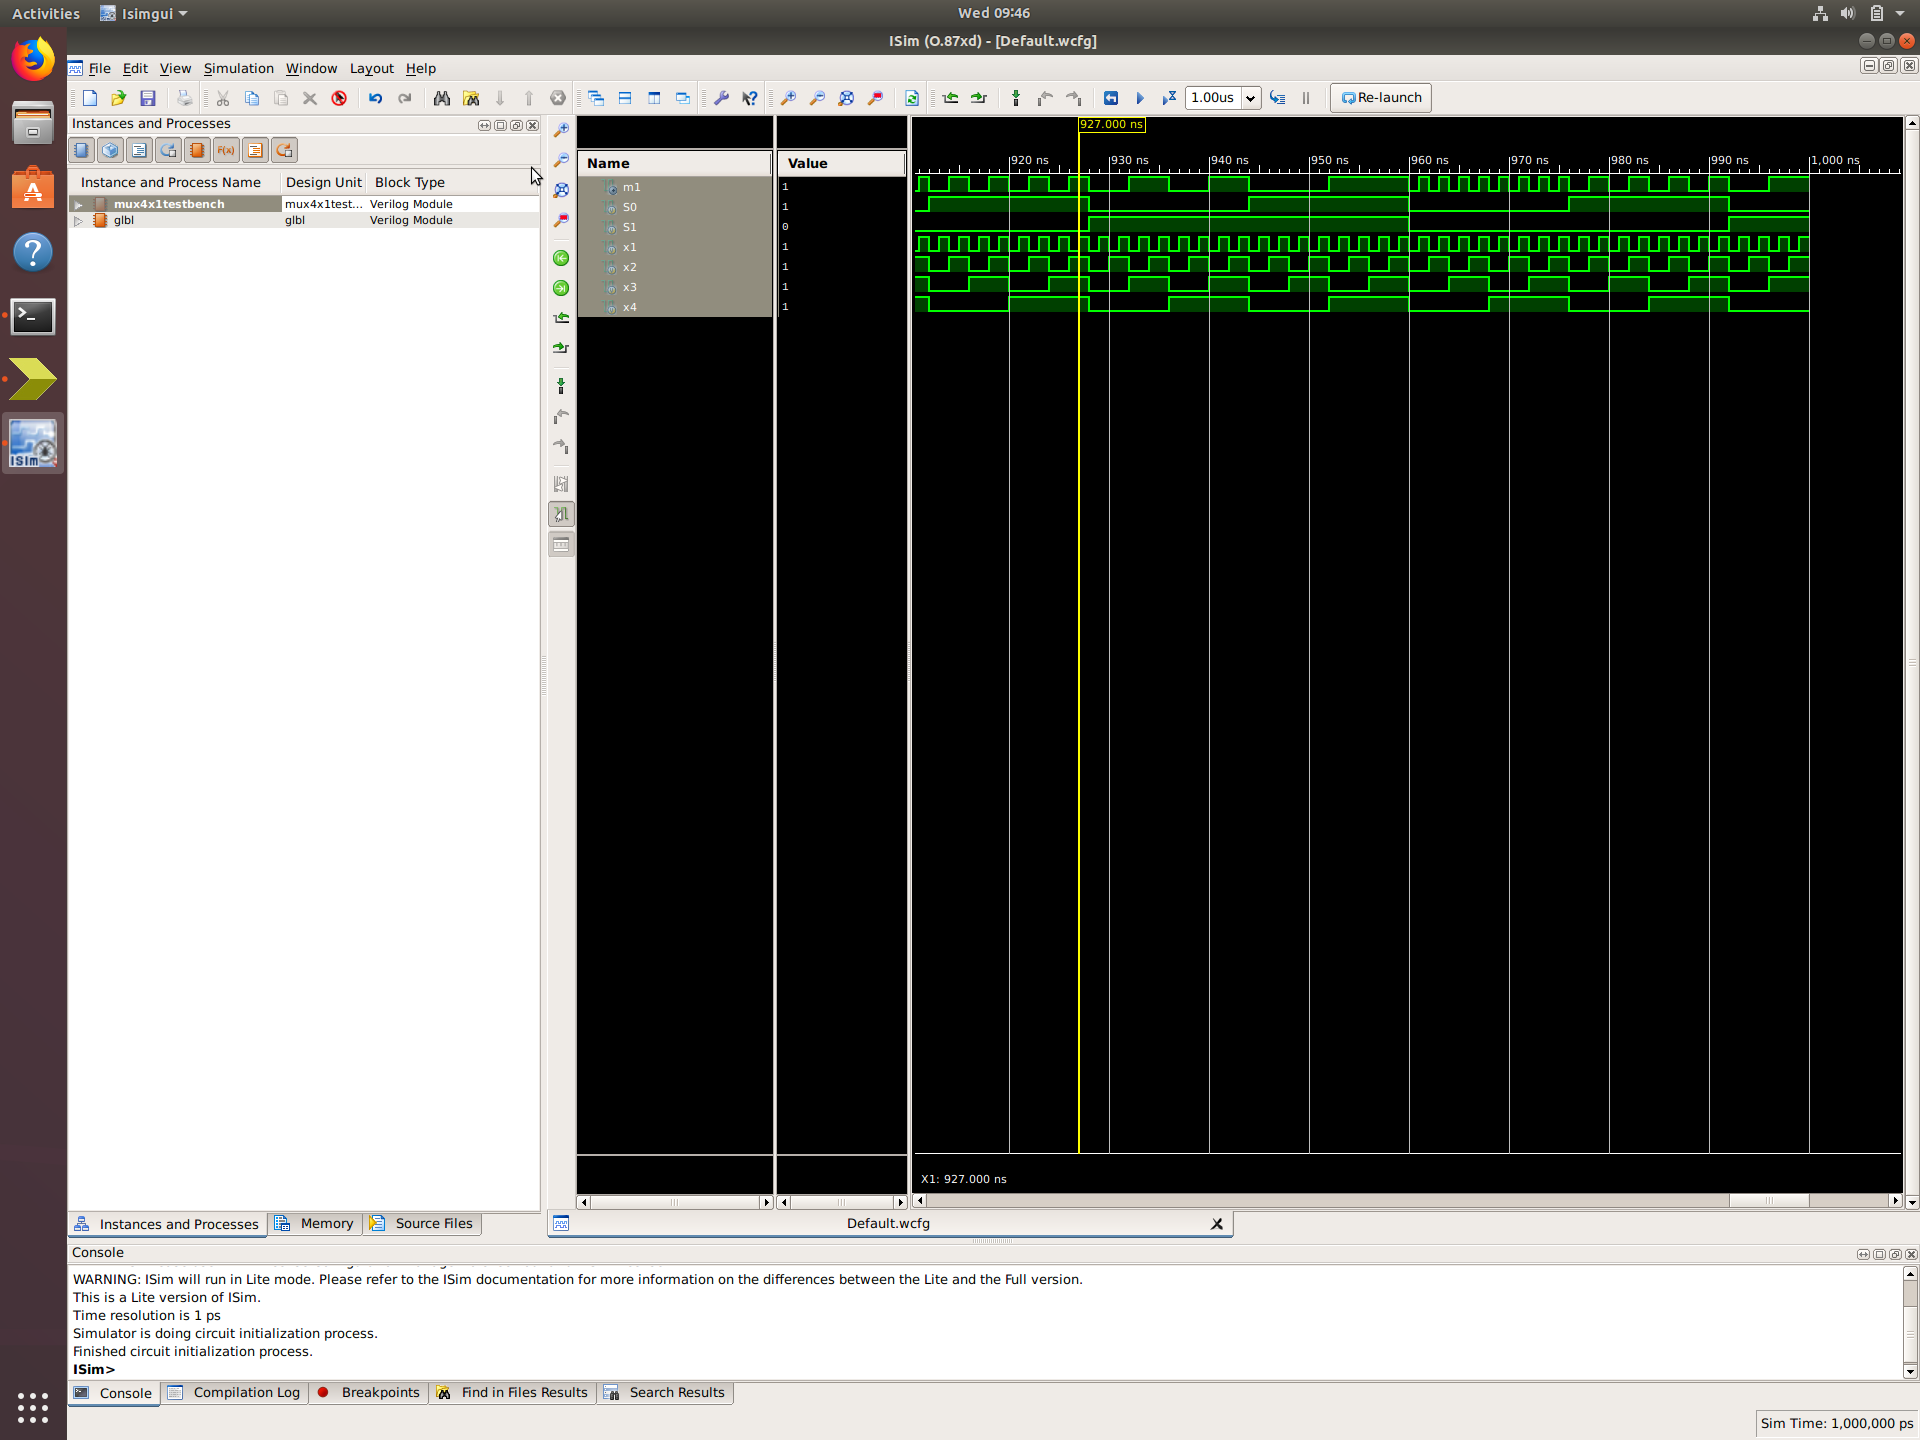 Activities
Isimgui
Wed 09:46
ISim (O.87xd) - [Default.wcfg]
File Edit View Simulation Window Layout Help
1.00us
Re-launch
Instances and Processes
F(x)
Instance and Process Name Design Unit Block Type
mux4x1testbench mux4x1test... Verilog Module
glbl glbl Verilog Module
Name Value
m1 1
S0 1
S1 0
x1 1
x2 1
x3 1
x4 1
927.000 ns
920 ns 930 ns 940 ns 950 ns 960 ns 970 ns 980 ns 990 ns 1,000 ns
X1: 927.000 ns
ISim
Instances and Processes Memory Source Files
Default.wcfg
Console
WARNING: ISim will run in Lite mode. Please refer to the ISim documentation for more information on the differences between the Lite and the Full version.
This is a Lite version of ISim.
Time resolution is 1 ps
Simulator is doing circuit initialization process.
Finished circuit initialization process.
ISim>
Console Compilation Log Breakpoints Find in Files Results Search Results
Sim Time: 1,000,000 ps